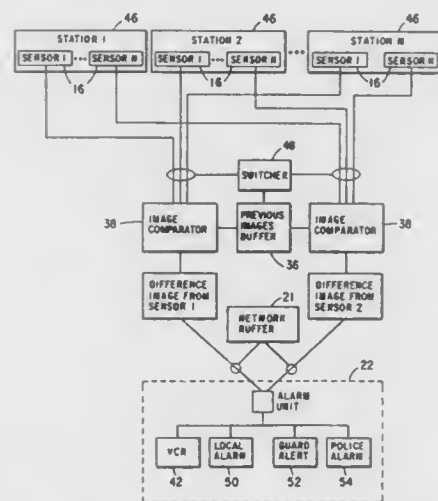 46
46
46
STATION 1
STATION 2
STATION N
SENSOR 1 ... SENSOR N
SENSOR 1 ... SENSOR N
SENSOR 1 ... SENSOR N
...
16
16
16
46
SWITCHER
38
IMAGE COMPARATOR
PREVIOUS IMAGES BUFFER
IMAGE COMPARATOR
38
36
DIFFERENCE IMAGE FROM SENSOR 1
21
NETWORK BUFFER
DIFFERENCE IMAGE FROM SENSOR 2
22
ALARM UNIT
VCR
LOCAL ALARM
GUARD ALERT
POLICE ALARM
42
50
52
54